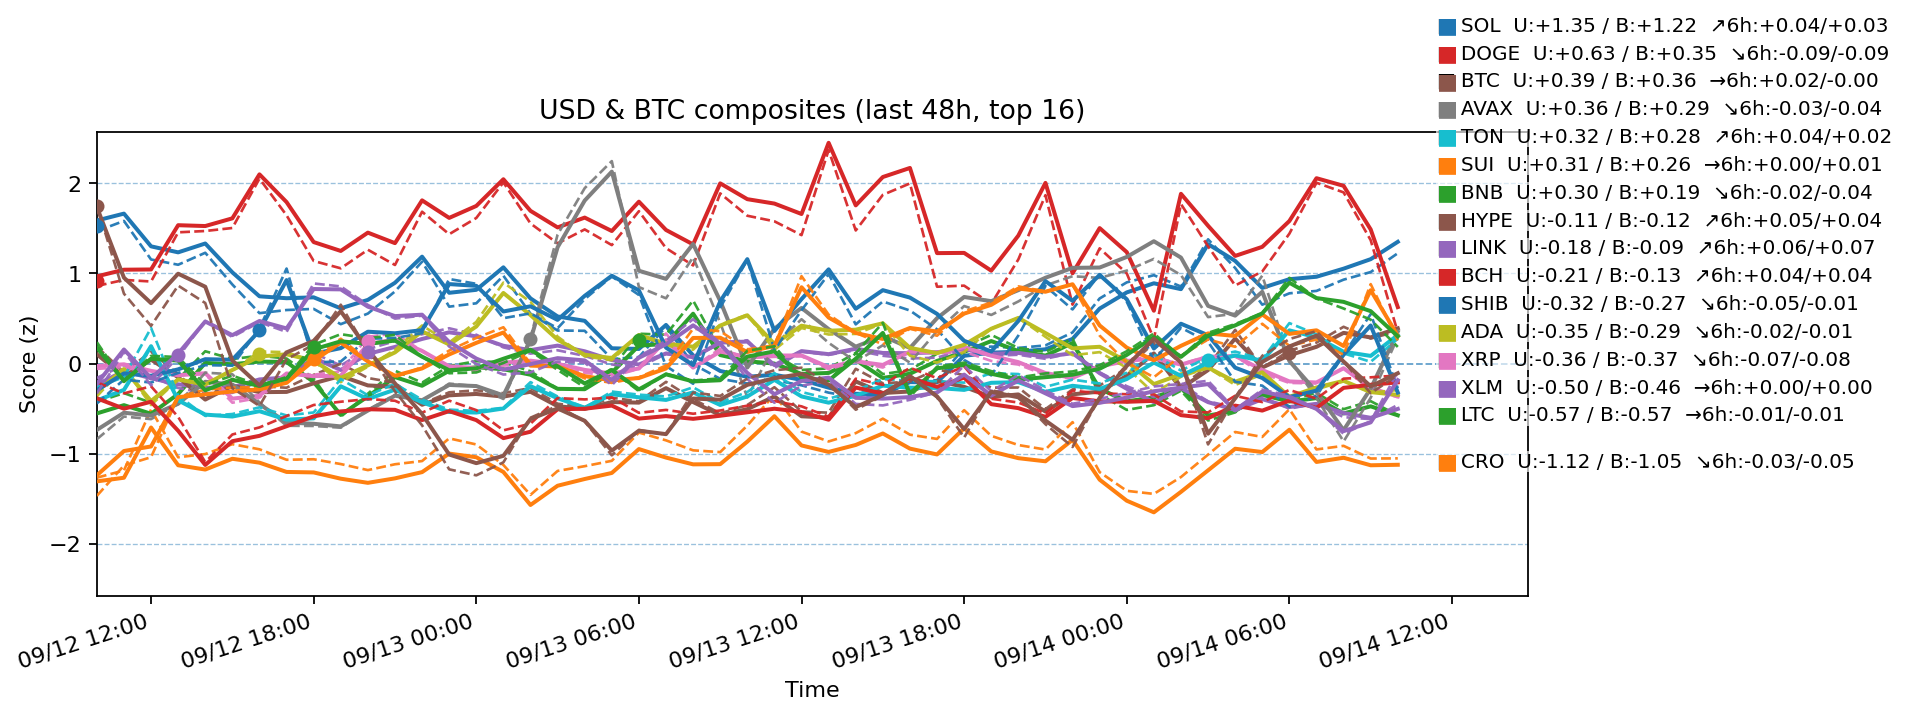 SOL  U:+1.35 / B:+1.22  ↗6h:+0.04/+0.03
DOGE  U:+0.63 / B:+0.35  ↘6h:-0.09/-0.09
BTC  U:+0.39 / B:+0.36  →6h:+0.02/-0.00
AVAX  U:+0.36 / B:+0.29  ↘6h:-0.03/-0.04
TON  U:+0.32 / B:+0.28  ↗6h:+0.04/+0.02
SUI  U:+0.31 / B:+0.26  →6h:+0.00/+0.01
BNB  U:+0.30 / B:+0.19  ↘6h:-0.02/-0.04
HYPE  U:-0.11 / B:-0.12  ↗6h:+0.05/+0.04
LINK  U:-0.18 / B:-0.09  ↗6h:+0.06/+0.07
BCH  U:-0.21 / B:-0.13  ↗6h:+0.04/+0.04
SHIB  U:-0.32 / B:-0.27  ↘6h:-0.05/-0.01
ADA  U:-0.35 / B:-0.29  ↘6h:-0.02/-0.01
XRP  U:-0.36 / B:-0.37  ↘6h:-0.07/-0.08
XLM  U:-0.50 / B:-0.46  →6h:+0.00/+0.00
LTC  U:-0.57 / B:-0.57  →6h:-0.01/-0.01
CRO  U:-1.12 / B:-1.05  ↘6h:-0.03/-0.05
USD & BTC composites (last 48h, top 16)
Score (z)
2
1
0
−1
−2
09/12 12:00
09/12 18:00
09/13 00:00
09/13 06:00
09/13 12:00
09/13 18:00
09/14 00:00
09/14 06:00
09/14 12:00
Time